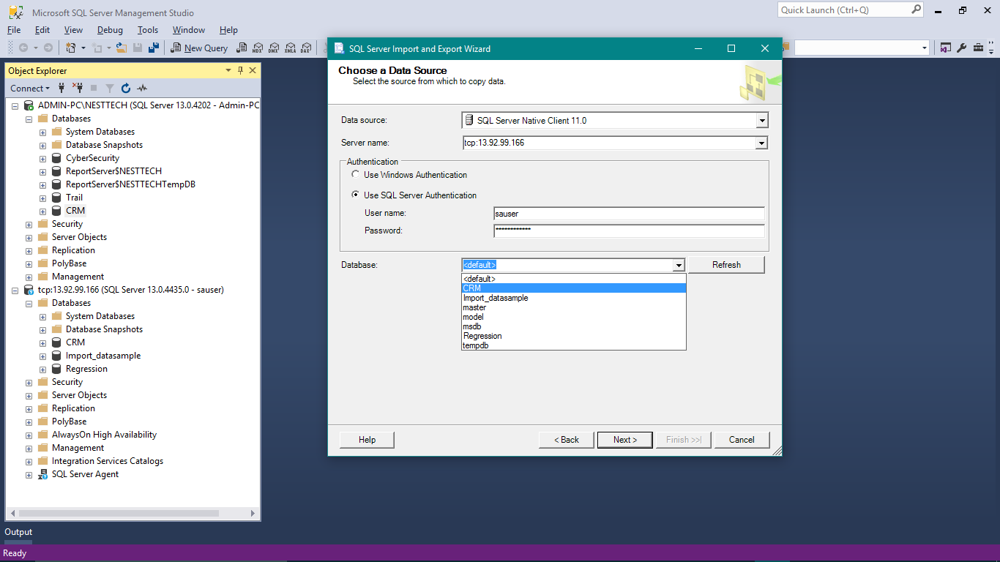 Microsoft SQL Server Management Studio
Quick Launch (Ctrl+Q)
File Edit View Debug Tools Window Help
New Query
MDX
DMX
XMLA
DAX
Object Explorer
Connect
ADMIN-PC\NESTTECH (SQL Server 13.0.4202 - Admin-PC
Databases
System Databases
Database Snapshots
CyberSecurity
ReportServer$NESTTECH
ReportServer$NESTTECHTempDB
Trail
CRM
Security
Server Objects
Replication
PolyBase
Management
tcp:13.92.99.166 (SQL Server 13.0.4435.0 - sauser)
Databases
System Databases
Database Snapshots
CRM
Import_datasample
Regression
Security
Server Objects
Replication
PolyBase
AlwaysOn High Availability
Management
Integration Services Catalogs
SQL Server Agent
SQL Server Import and Export Wizard
Choose a Data Source
Select the source from which to copy data.
Data source: SQL Server Native Client 11.0
Server name: tcp:13.92.99.166
Authentication
Use Windows Authentication
Use SQL Server Authentication
User name: sauser
Password: ************
Database: <default> Refresh
<default>
CRM
Import_datasample
master
model
msdb
Regression
tempdb
Help < Back Next > Finish >>| Cancel
Output
Ready